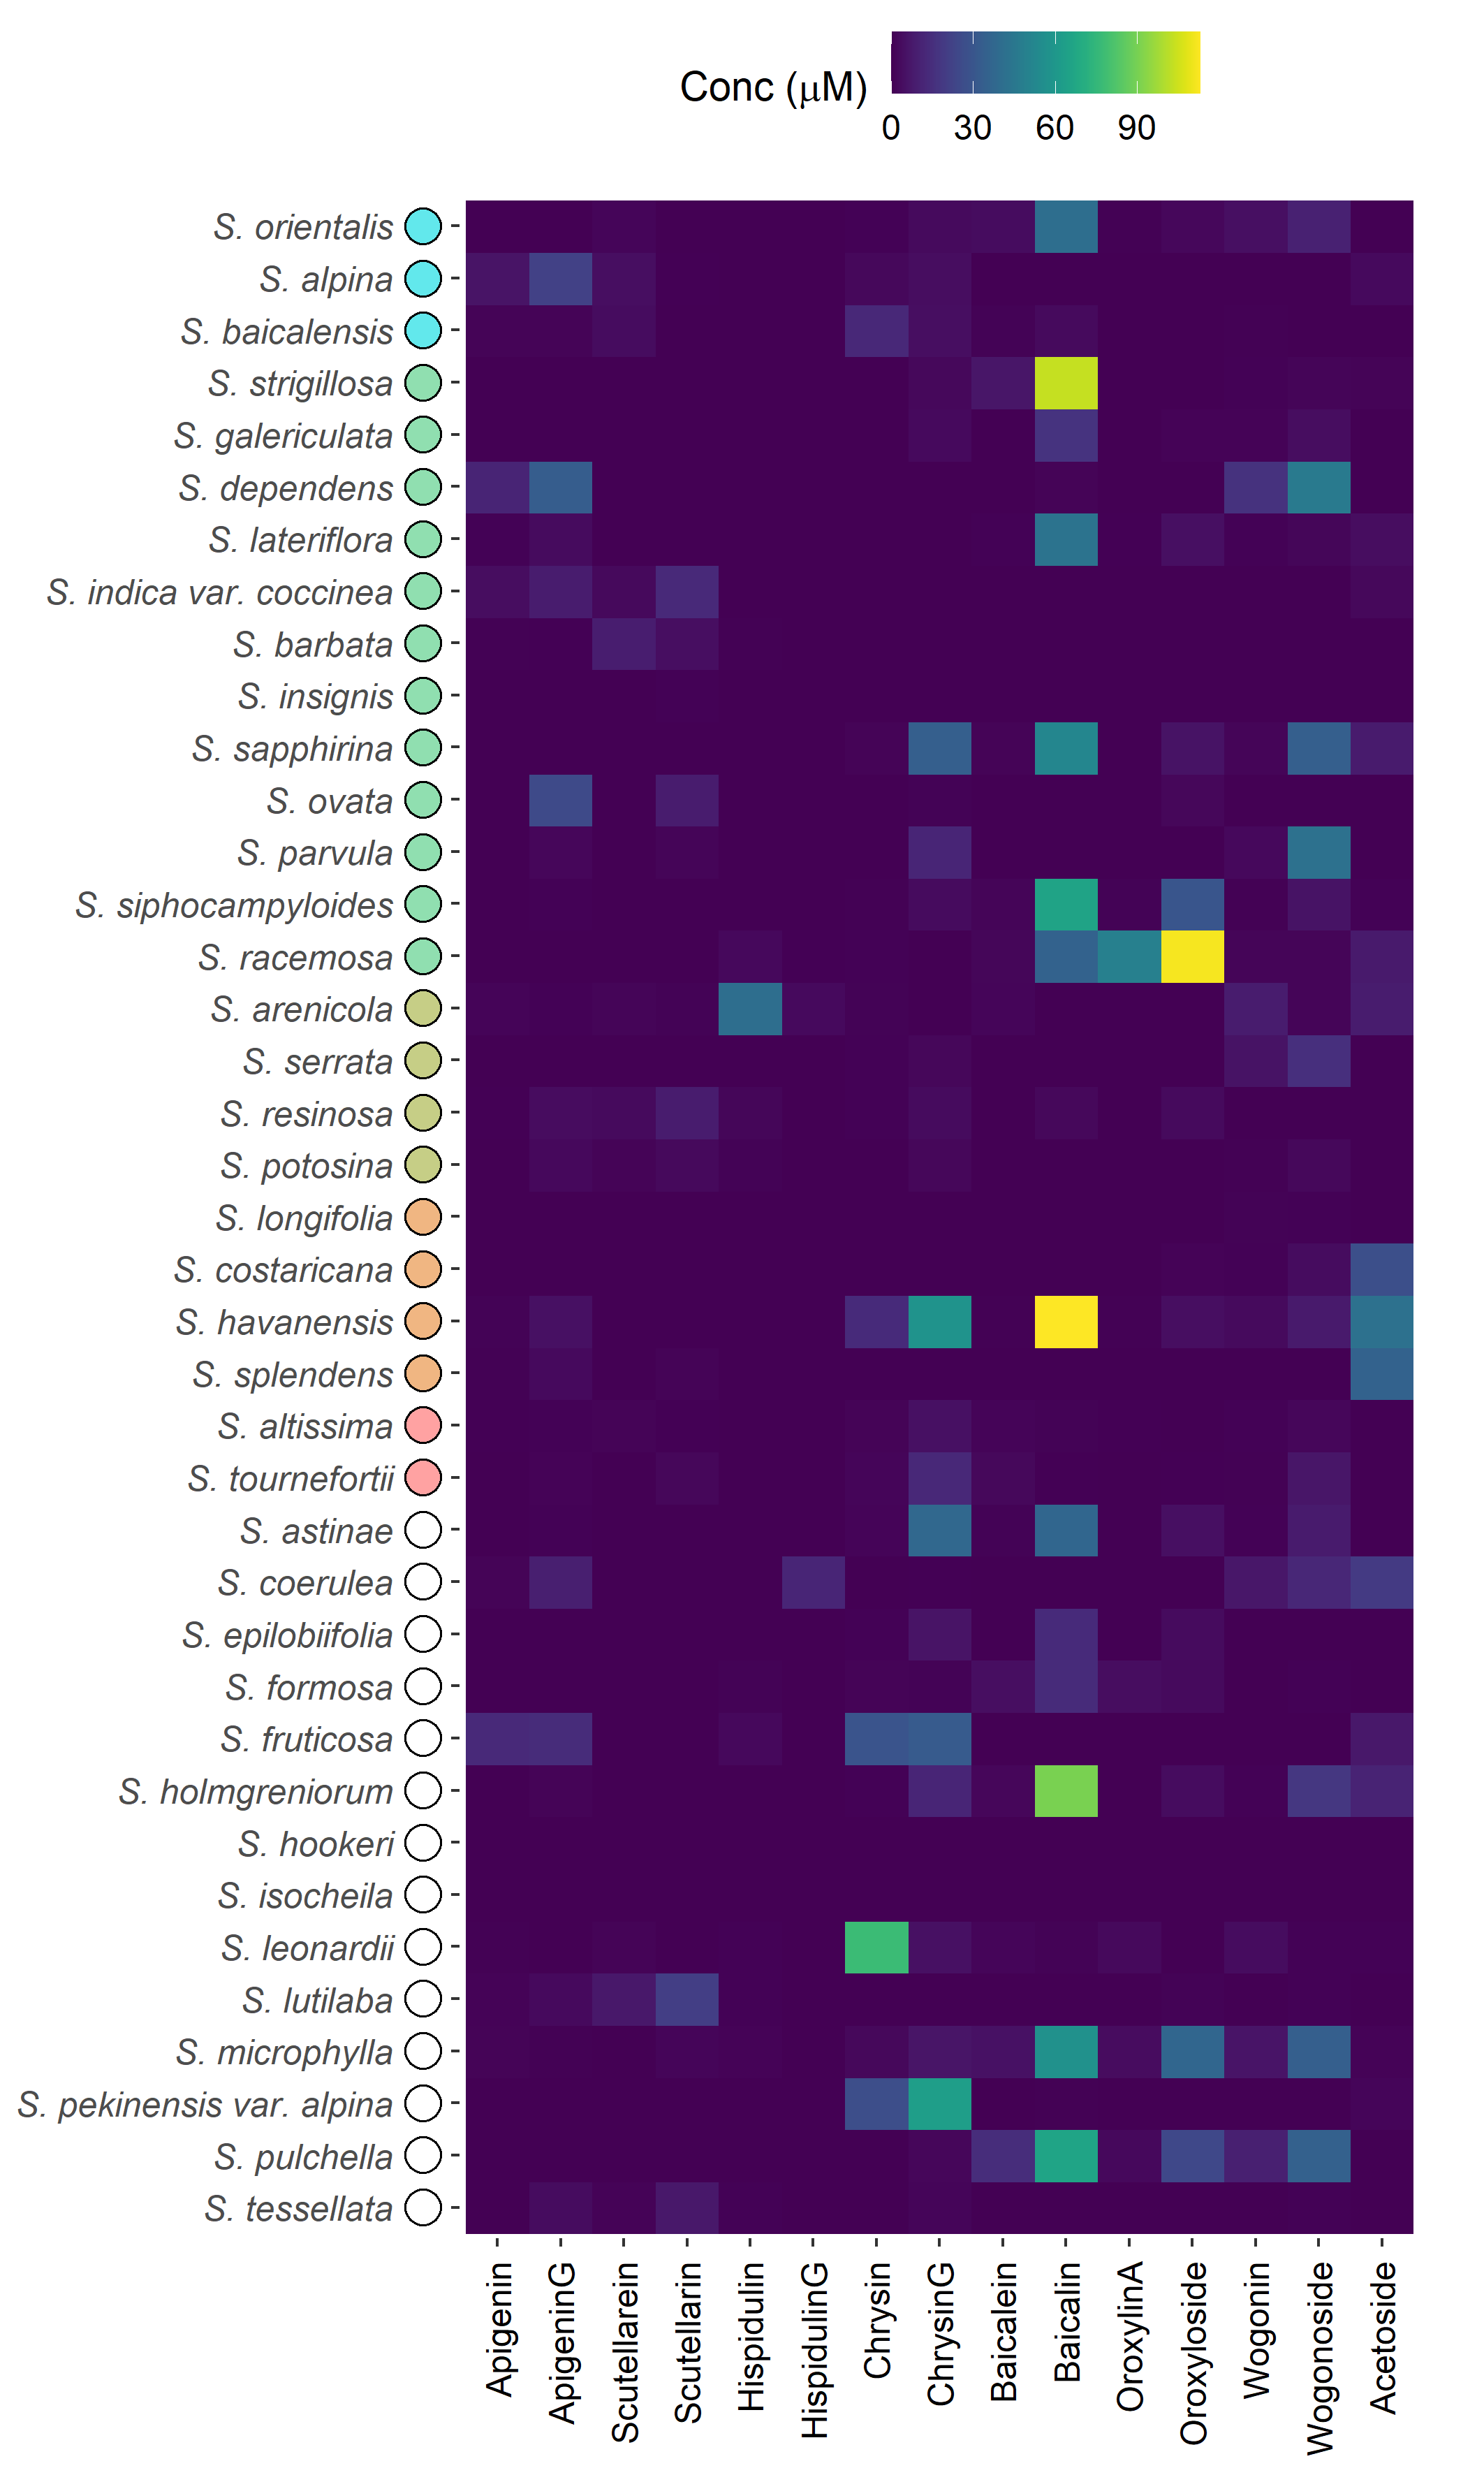 Conc (μM)
0 30 60 90
S. orientalis
S. alpina
S. baicalensis
S. strigillosa
S. galericulata
S. dependens
S. lateriflora
S. indica var. coccinea
S. barbata
S. insignis
S. sapphirina
S. ovata
S. parvula
S. siphocampyloides
S. racemosa
S. arenicola
S. serrata
S. resinosa
S. potosina
S. longifolia
S. costaricana
S. havanensis
S. splendens
S. altissima
S. tournefortii
S. astinae
S. coerulea
S. epilobiifolia
S. formosa
S. fruticosa
S. holmgreniorum
S. hookeri
S. isocheila
S. leonardii
S. lutilaba
S. microphylla
S. pekinensis var. alpina
S. pulchella
S. tessellata
Apigenin
ApigeninG
Scutellarein
Scutellarin
Hispidulin
HispidulinG
Chrysin
ChrysinG
Baicalein
Baicalin
OroxylinA
Oroxyloside
Wogonin
Wogonoside
Acetoside